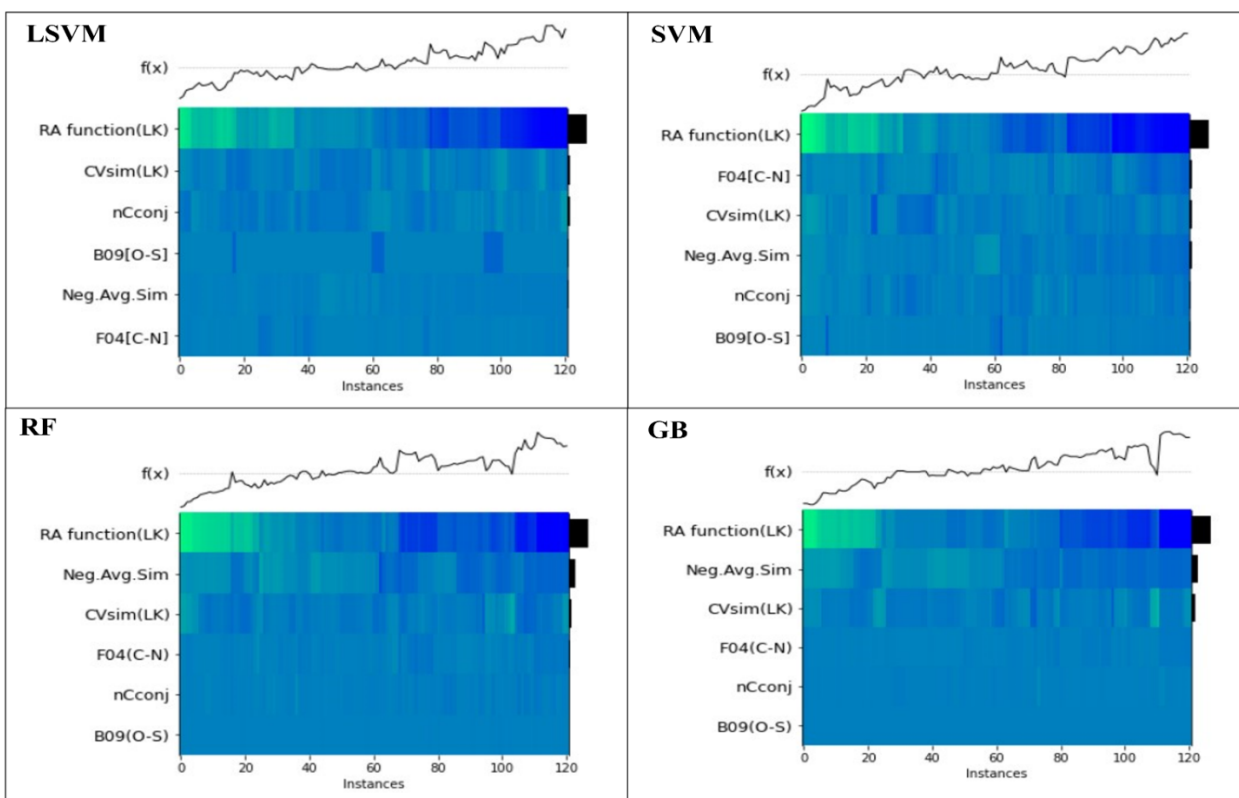 LSVM
f(x)
RA function(LK)
CVsim(LK)
nCconj
B09[O-S]
Neg.Avg.Sim
F04[C-N]
0 20 40 60 80 100 120
Instances
SVM
f(x)
RA function(LK)
F04[C-N]
CVsim(LK)
Neg.Avg.Sim
nCconj
B09[O-S]
0 20 40 60 80 100 120
Instances
RF
f(x)
RA function(LK)
Neg.Avg.Sim
CVsim(LK)
F04(C-N)
nCconj
B09(O-S)
0 20 40 60 80 100 120
Instances
GB
f(x)
RA function(LK)
Neg.Avg.Sim
CVsim(LK)
F04(C-N)
nCconj
B09(O-S)
0 20 40 60 80 100 120
Instances